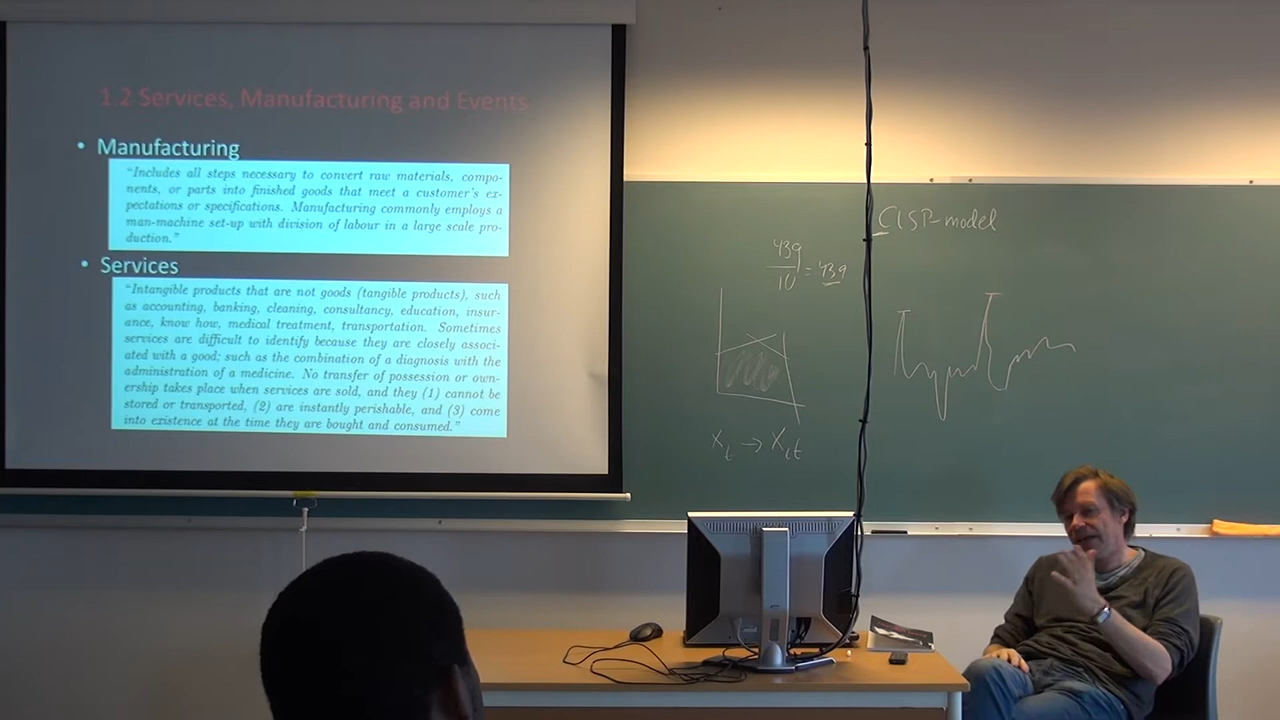 1.2 Services, Manufacturing and Events
• Manufacturing
"Includes all steps necessary to convert raw materials, compo-
nents, or parts into finished goods that meet a customer's ex-
pectations or specifications. Manufacturing commonly employs a
man-machine set-up with division of labour in a large scale pro-
duction."
• Services
"Intangible products that are not goods (tangible products), such
as accounting, banking, cleaning, consultancy, education, insur-
ance, know how, medical treatment, transportation. Sometimes
services are difficult to identify because they are closely associ-
ated with a good; such as the combination of a diagnosis with the
administration of a medicine. No transfer of possession or own-
ership takes place when services are sold, and they (1) cannot be
stored or transported, (2) are instantly perishable, and (3) come
into existence at the time they are bought and consumed."
CISP-model
439
10 = 439
X_i → X_it